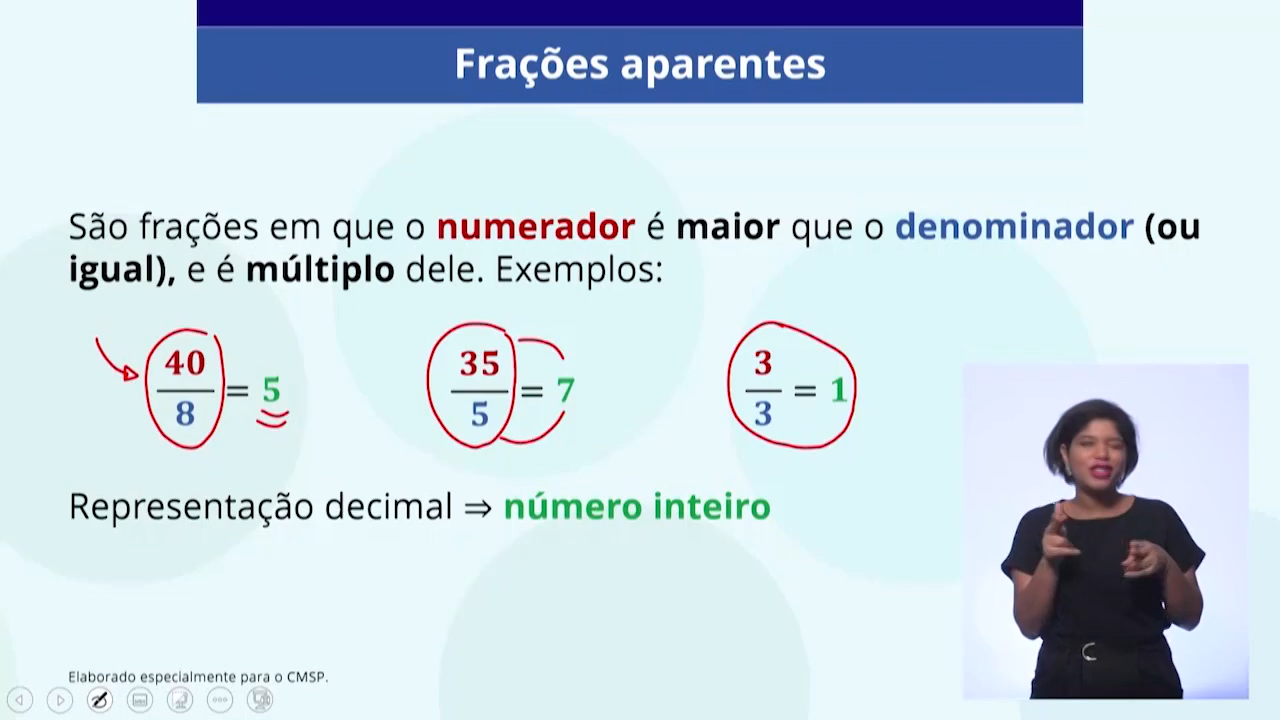 Frações aparentes
São frações em que o numerador é maior que o denominador (ou
igual), e é múltiplo dele. Exemplos:
40/8 = 5
35/5 = 7
3/3 = 1
Representação decimal ⇒ número inteiro
Elaborado especialmente para o CMSP.